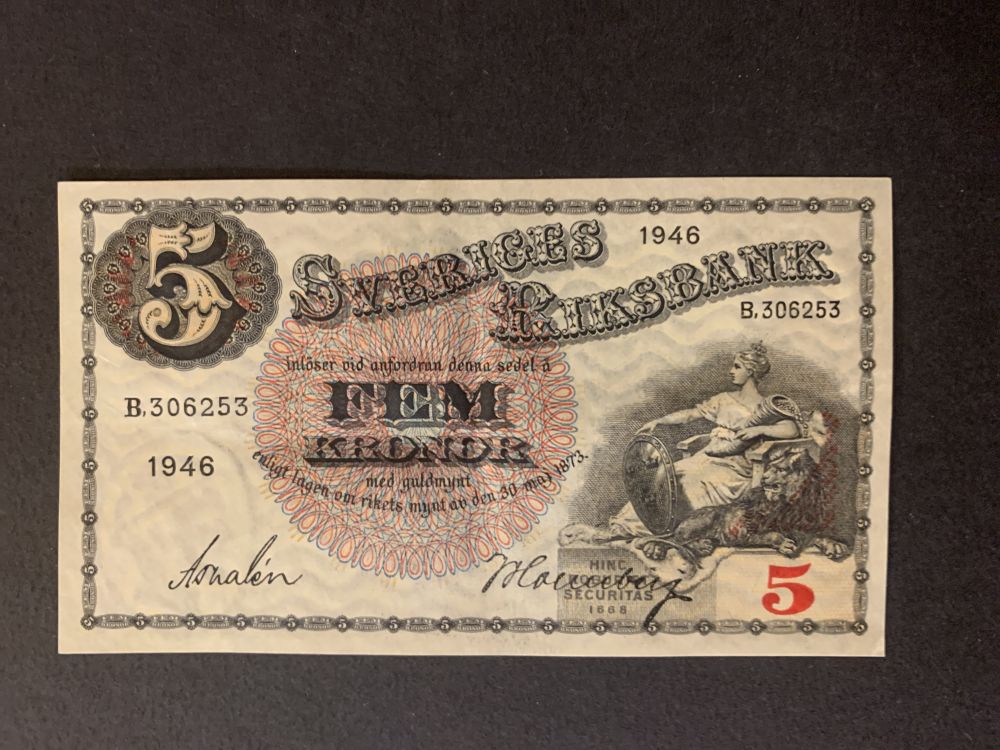 5
SVERIGES
1946
RIKSBANK
B.306253
inlöser vid anfordran denna sedel å
FEM
B.306253
KRONOR
1946
med guldmynt
enligt lagen om rikets mynt av den 30 maj 1873.
HINC
SECURITAS
1668
5